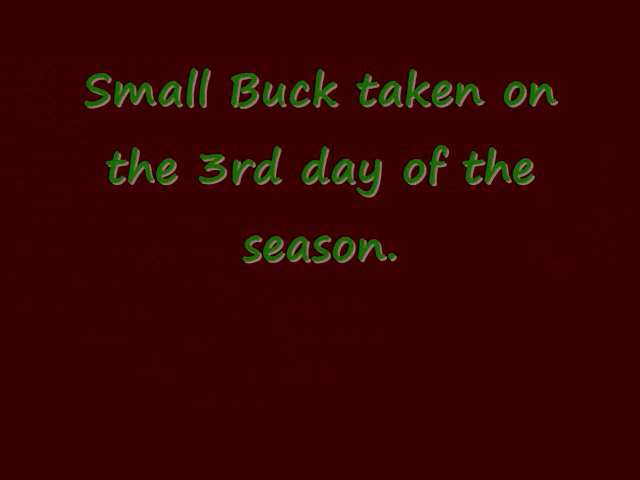 Small Buck taken on
the 3rd day of the
season.